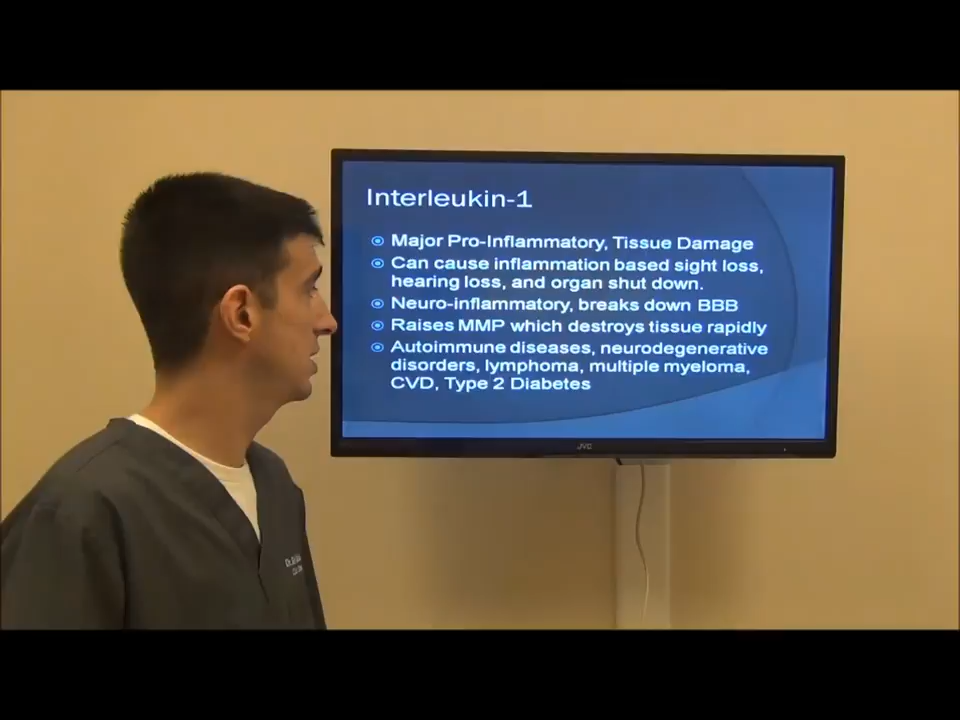 Interleukin-1
Major Pro-Inflammatory, Tissue Damage
Can cause inflammation based sight loss,
hearing loss, and organ shut down.
Neuro-inflammatory, breaks down BBB
Raises MMP which destroys tissue rapidly
Autoimmune diseases, neurodegenerative
disorders, lymphoma, multiple myeloma,
CVD, Type 2 Diabetes
JVC
Dr.